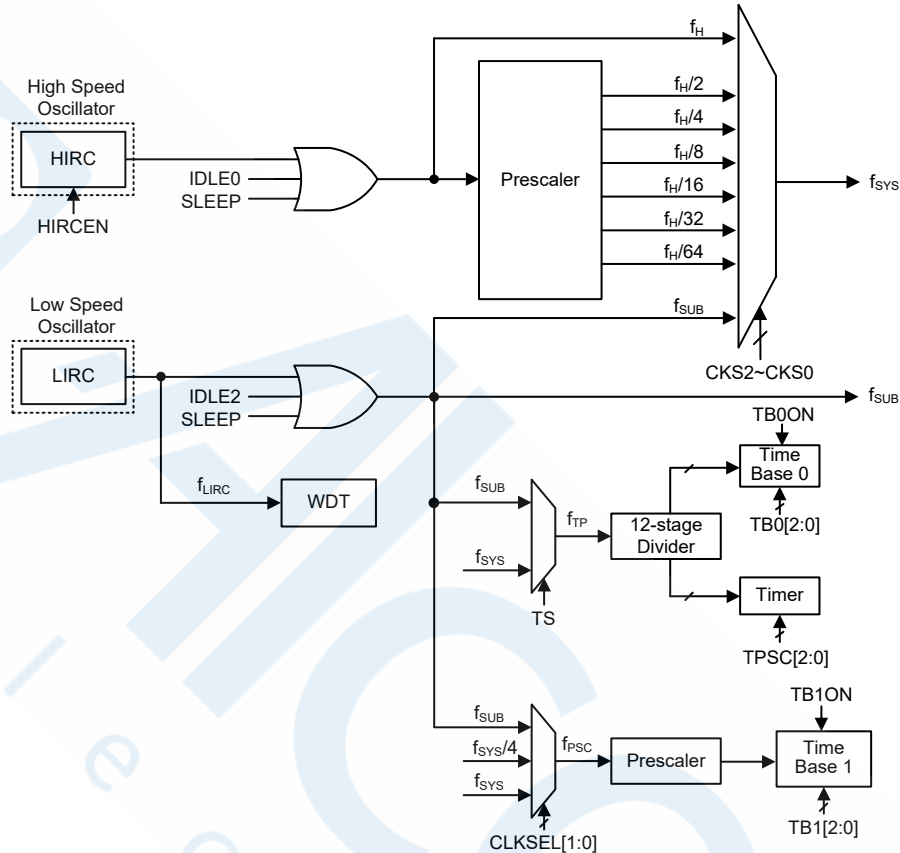 High Speed
Oscillator
HIRC
HIRCEN
IDLE0
SLEEP
Prescaler
fH
fH/2
fH/4
fH/8
fH/16
fH/32
fH/64
fSUB
fSYS
CKS2~CKS0
Low Speed
Oscillator
LIRC
IDLE2
SLEEP
fSUB
fLIRC
WDT
fSUB
fSYS
TS
fTP
12-stage
Divider
TB0ON
Time
Base 0
TB0[2:0]
Timer
TPSC[2:0]
fSUB
fSYS/4
fSYS
CLKSEL[1:0]
fPSC
Prescaler
TB1ON
Time
Base 1
TB1[2:0]